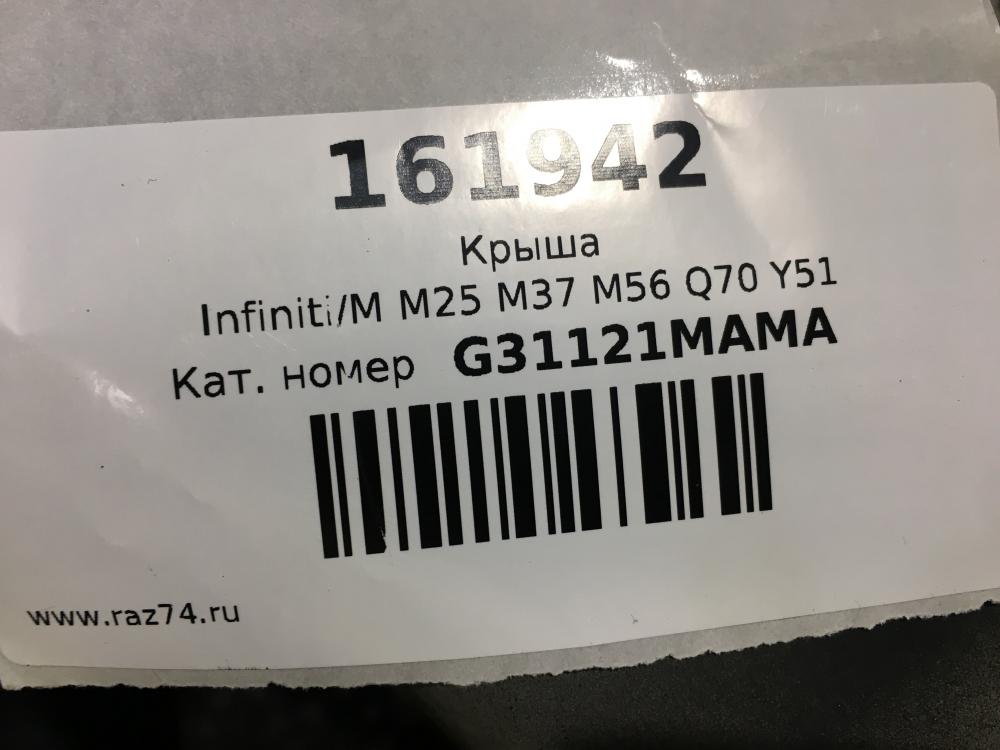 161942
Крыша
Infiniti/M M25 M37 M56 Q70 Y51
Кат. номер G31121MAMA
www.raz74.ru